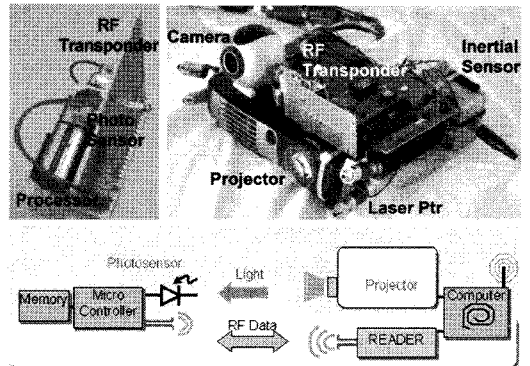 RF
Transponder
Photo
Sensor
Processor
Camera
RF
Transponder
Inertial
Sensor
Projector
Laser Ptr
Photosensor
Memory
Micro
Controller
Light
RF Data
Projector
Computer
READER